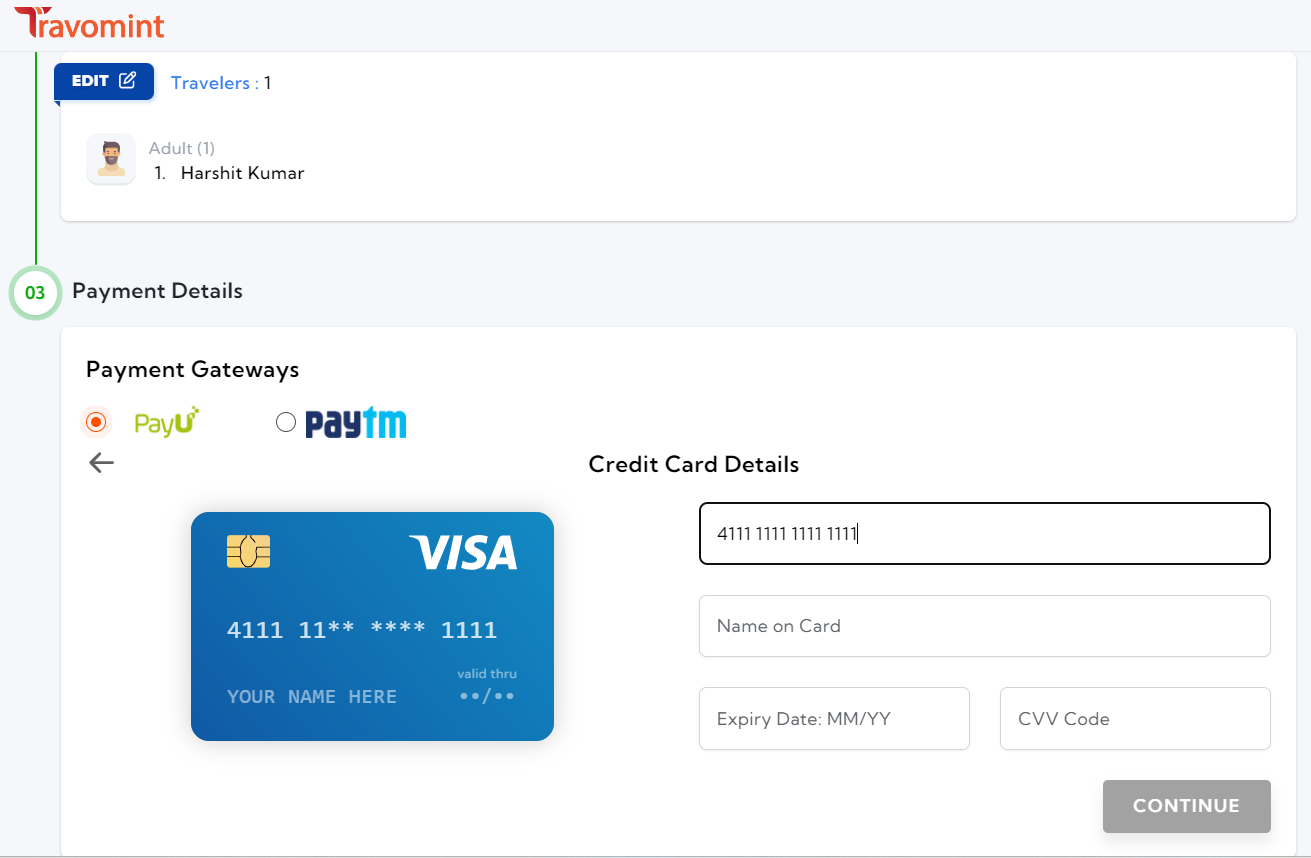 Travomint
EDIT
Travelers : 1
Adult (1)
1. Harshit Kumar
03
Payment Details
Payment Gateways
PayU
paytm
Credit Card Details
4111 1111 1111 1111
VISA
4111 11** **** 1111
valid thru
YOUR NAME HERE
••/••
Name on Card
Expiry Date: MM/YY
CVV Code
CONTINUE